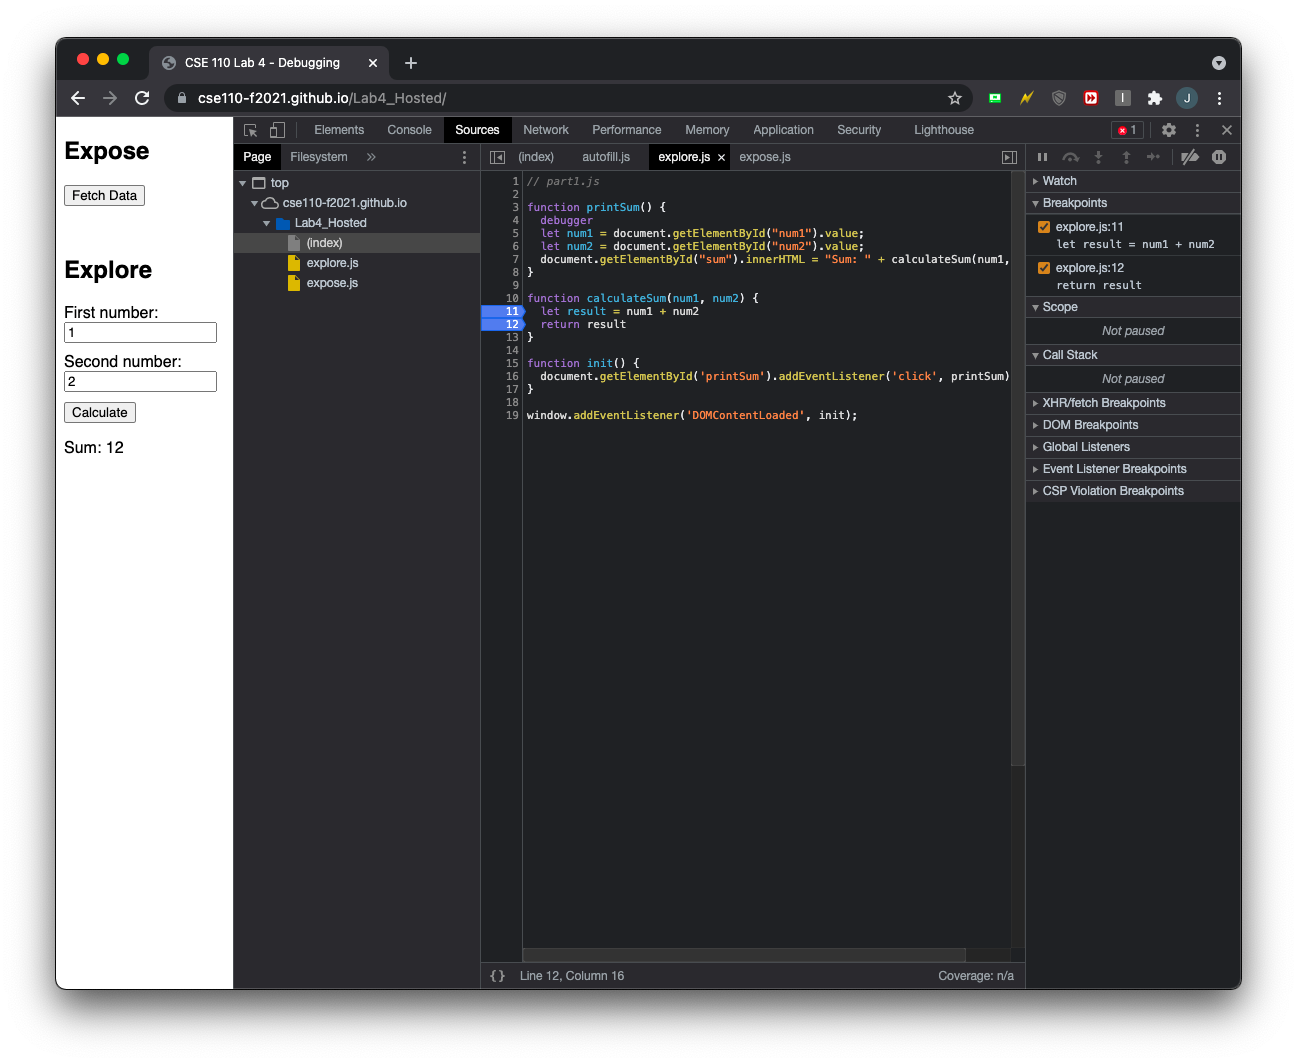 CSE 110 Lab 4 - Debugging
cse110-f2021.github.io/Lab4_Hosted/
J
Expose
Fetch Data
Explore
First number:
1
Second number:
2
Calculate
Sum: 12
Elements Console Sources Network Performance Memory Application Security Lighthouse 1
Page Filesystem »
top
cse110-f2021.github.io
Lab4_Hosted
(index)
explore.js
expose.js
(index) autofill.js explore.js expose.js
1 // part1.js
2
3 function printSum() {
4 debugger
5 let num1 = document.getElementById("num1").value;
6 let num2 = document.getElementById("num2").value;
7 document.getElementById("sum").innerHTML = "Sum: " + calculateSum(num1,
8 }
9
10 function calculateSum(num1, num2) {
11 let result = num1 + num2
12 return result
13 }
14
15 function init() {
16 document.getElementById('printSum').addEventListener('click', printSum)
17 }
18
19 window.addEventListener('DOMContentLoaded', init);
{} Line 12, Column 16 Coverage: n/a
Watch
Breakpoints
explore.js:11
let result = num1 + num2
explore.js:12
return result
Scope
Not paused
Call Stack
Not paused
XHR/fetch Breakpoints
DOM Breakpoints
Global Listeners
Event Listener Breakpoints
CSP Violation Breakpoints